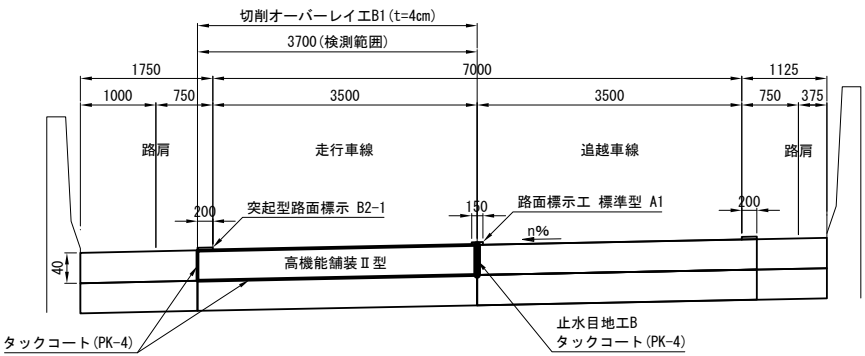 切削オーバーレイ工B1(t=4cm)
3700(検測範囲)
1750
7000
1125
1000
750
3500
3500
750
375
路肩
走行車線
追越車線
路肩
200
突起型路面標示 B2-1
150
路面標示工 標準型 A1
200
n%
40
高機能舗装Ⅱ型
止水目地工B
タックコート(PK-4)
タックコート(PK-4)